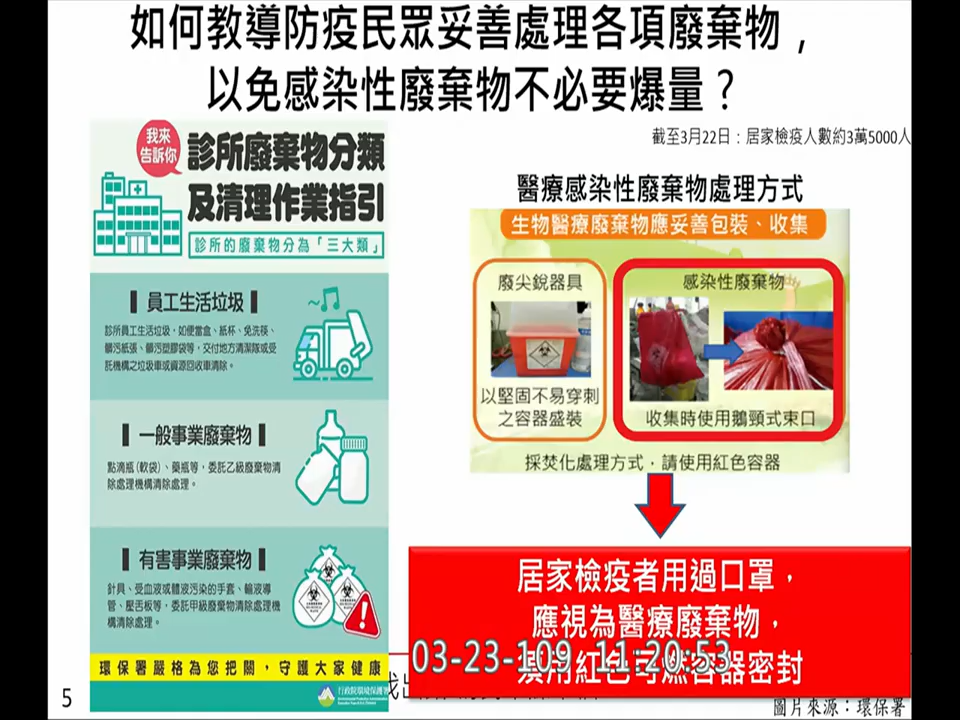 如何教導防疫民眾妥善處理各項廢棄物，
以免感染性廢棄物不必要爆量？
截至3月22日：居家檢疫人數約3萬5000人
我來
告訴你
診所廢棄物分類
及清理作業指引
診所的廢棄物分為「三大類」
員工生活垃圾
診所員工生活垃圾，如便當盒、紙杯、免洗筷、
髒污紙張、髒污塑膠袋等，交付地方清潔隊或受
託機構之垃圾車或資源回收車清除。
一般事業廢棄物
點滴瓶(軟袋)、藥瓶等，委託乙級廢棄物清
除處理機構清除處理。
有害事業廢棄物
針具、受血液或體液污染的手套、輸液導
管、壓舌板等，委託甲級廢棄物清除處理機
構清除處理。
環保署嚴格為您把關，守護大家健康
行政院環境保護署
醫療感染性廢棄物處理方式
生物醫療廢棄物應妥善包裝、收集
廢尖銳器具
以堅固不易穿刺
之容器盛裝
感染性廢棄物
收集時使用鵝頸式束口
採焚化處理方式，請使用紅色容器
居家檢疫者用過口罩，
應視為醫療廢棄物，
用紅色可燃容器密封
03-23-109 11:20:53
圖片來源：環保署
5